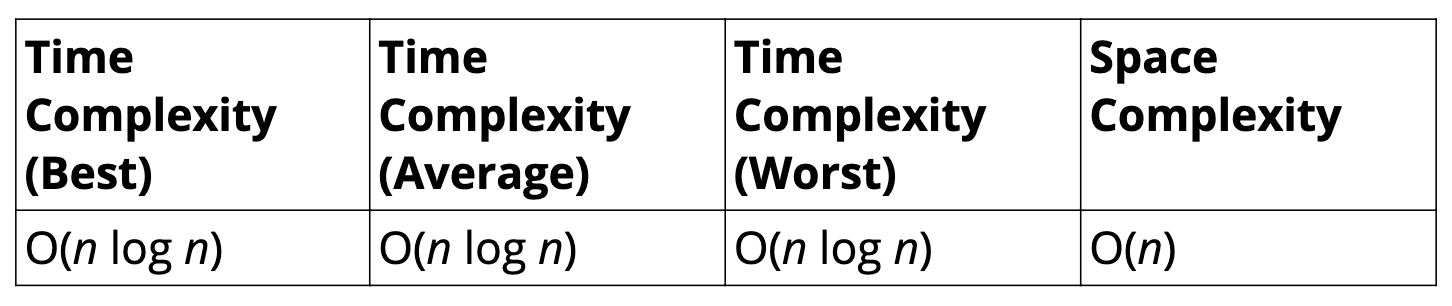 Time Complexity (Best)
Time Complexity (Average)
Time Complexity (Worst)
Space Complexity
O(n log n)
O(n log n)
O(n log n)
O(n)